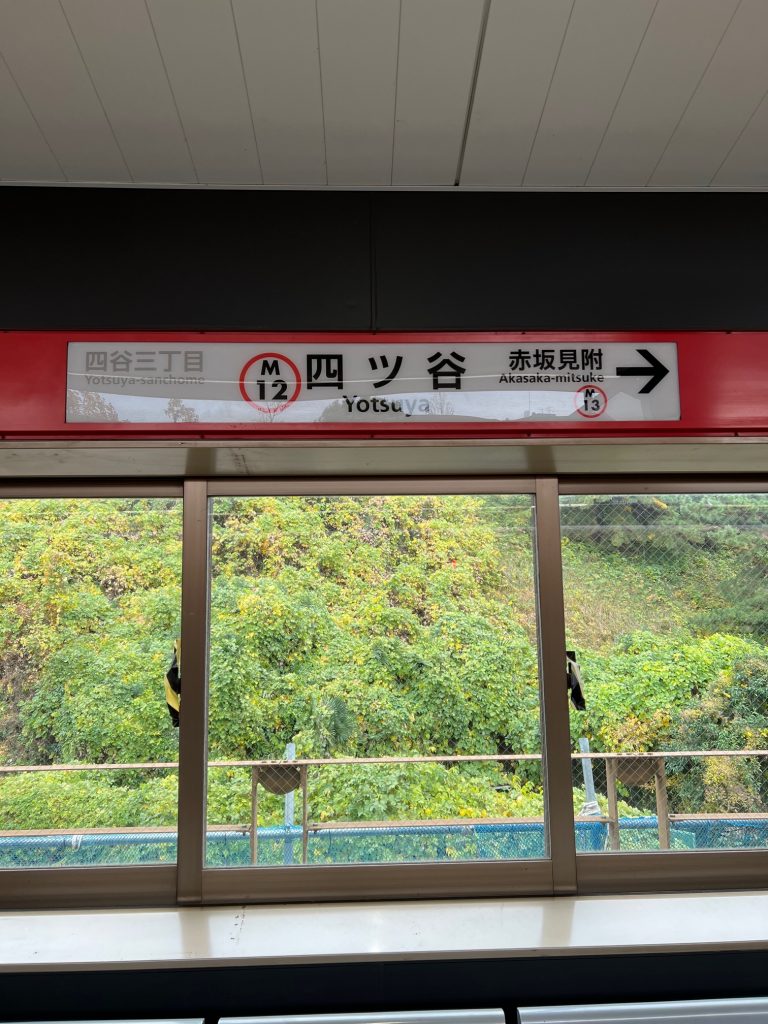 四谷三丁目
Yotsuya-sanchome
M
12
四ツ谷
Yotsuya
赤坂見附
Akasaka-mitsuke
M
13
→